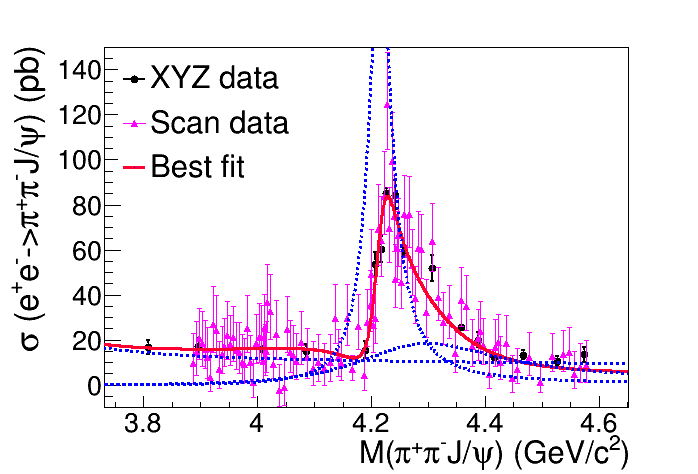 σ (e⁺e⁻->π⁺π⁻J/ψ) (pb)
140
120
100
80
60
40
20
0
XYZ data
Scan data
Best fit
3.8 4 4.2 4.4 4.6
M(π⁺π⁻J/ψ) (GeV/c²)